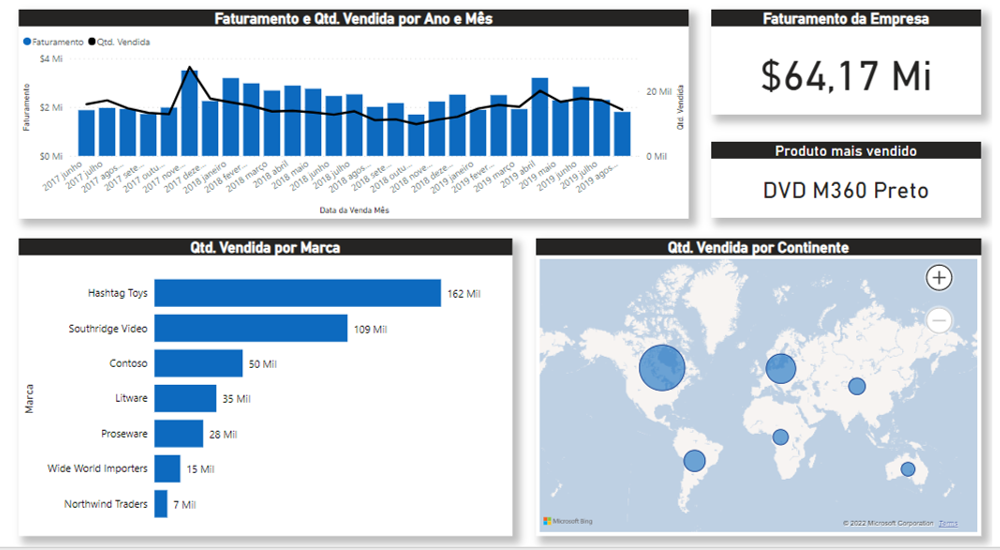 Faturamento e Qtd. Vendida por Ano e Mês
Faturamento Qtd. Vendida
$4 Mi
$2 Mi
$0 Mi
20 Mil
0 Mil
Faturamento
Qtd. Vendida
2017 junho
2017 julho
2017 agos...
2017 sete...
2017 outu...
2017 nove...
2017 deze...
2018 janeiro
2018 fever...
2018 março
2018 abril
2018 maio
2018 junho
2018 julho
2018 agos...
2018 sete...
2018 outu...
2018 nove...
2018 deze...
2019 janeiro
2019 fever...
2019 março
2019 abril
2019 maio
2019 junho
2019 julho
2019 agos...
Data da Venda Mês
Faturamento da Empresa
$64,17 Mi
Produto mais vendido
DVD M360 Preto
Qtd. Vendida por Marca
Marca
Hashtag Toys 162 Mil
Southridge Video 109 Mil
Contoso 50 Mil
Litware 35 Mil
Proseware 28 Mil
Wide World Importers 15 Mil
Northwind Traders 7 Mil
Qtd. Vendida por Continente
Microsoft Bing
© 2022 Microsoft Corporation Terms